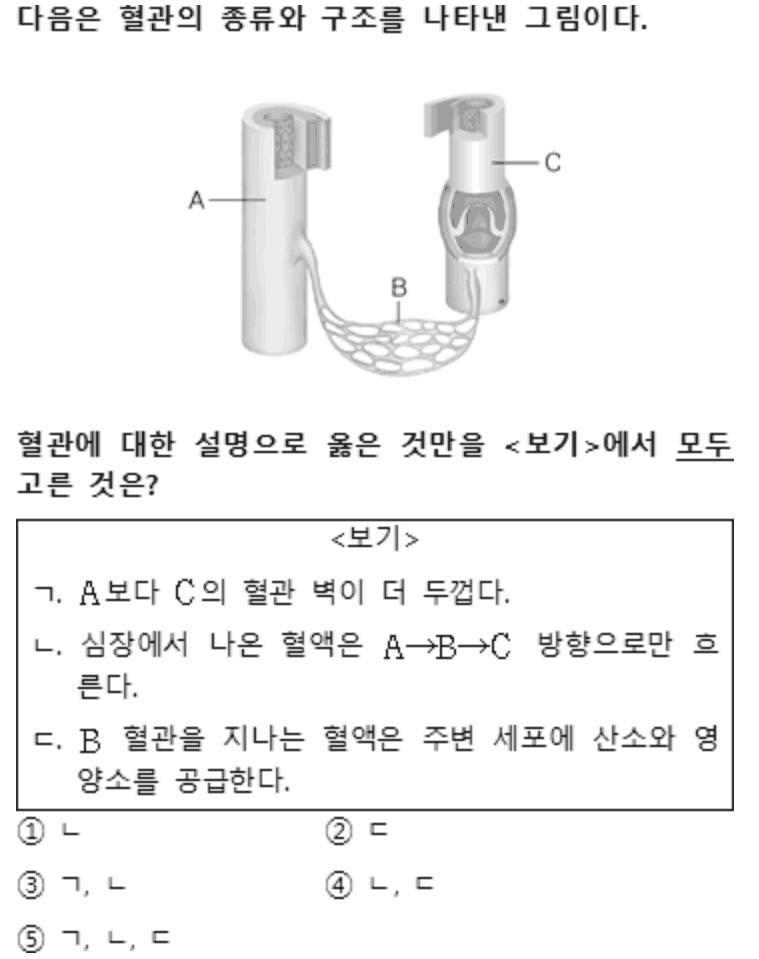 다음은 혈관의 종류와 구조를 나타낸 그림이다.
A
C
B
혈관에 대한 설명으로 옳은 것만을 <보기>에서 모두
고른 것은?
<보기>
ㄱ. A보다 C의 혈관 벽이 더 두껍다.
ㄴ. 심장에서 나온 혈액은 A→B→C 방향으로만 흐
른다.
ㄷ. B 혈관을 지나는 혈액은 주변 세포에 산소와 영
양소를 공급한다.
① ㄴ ② ㄷ
③ ㄱ, ㄴ ④ ㄴ, ㄷ
⑤ ㄱ, ㄴ, ㄷ